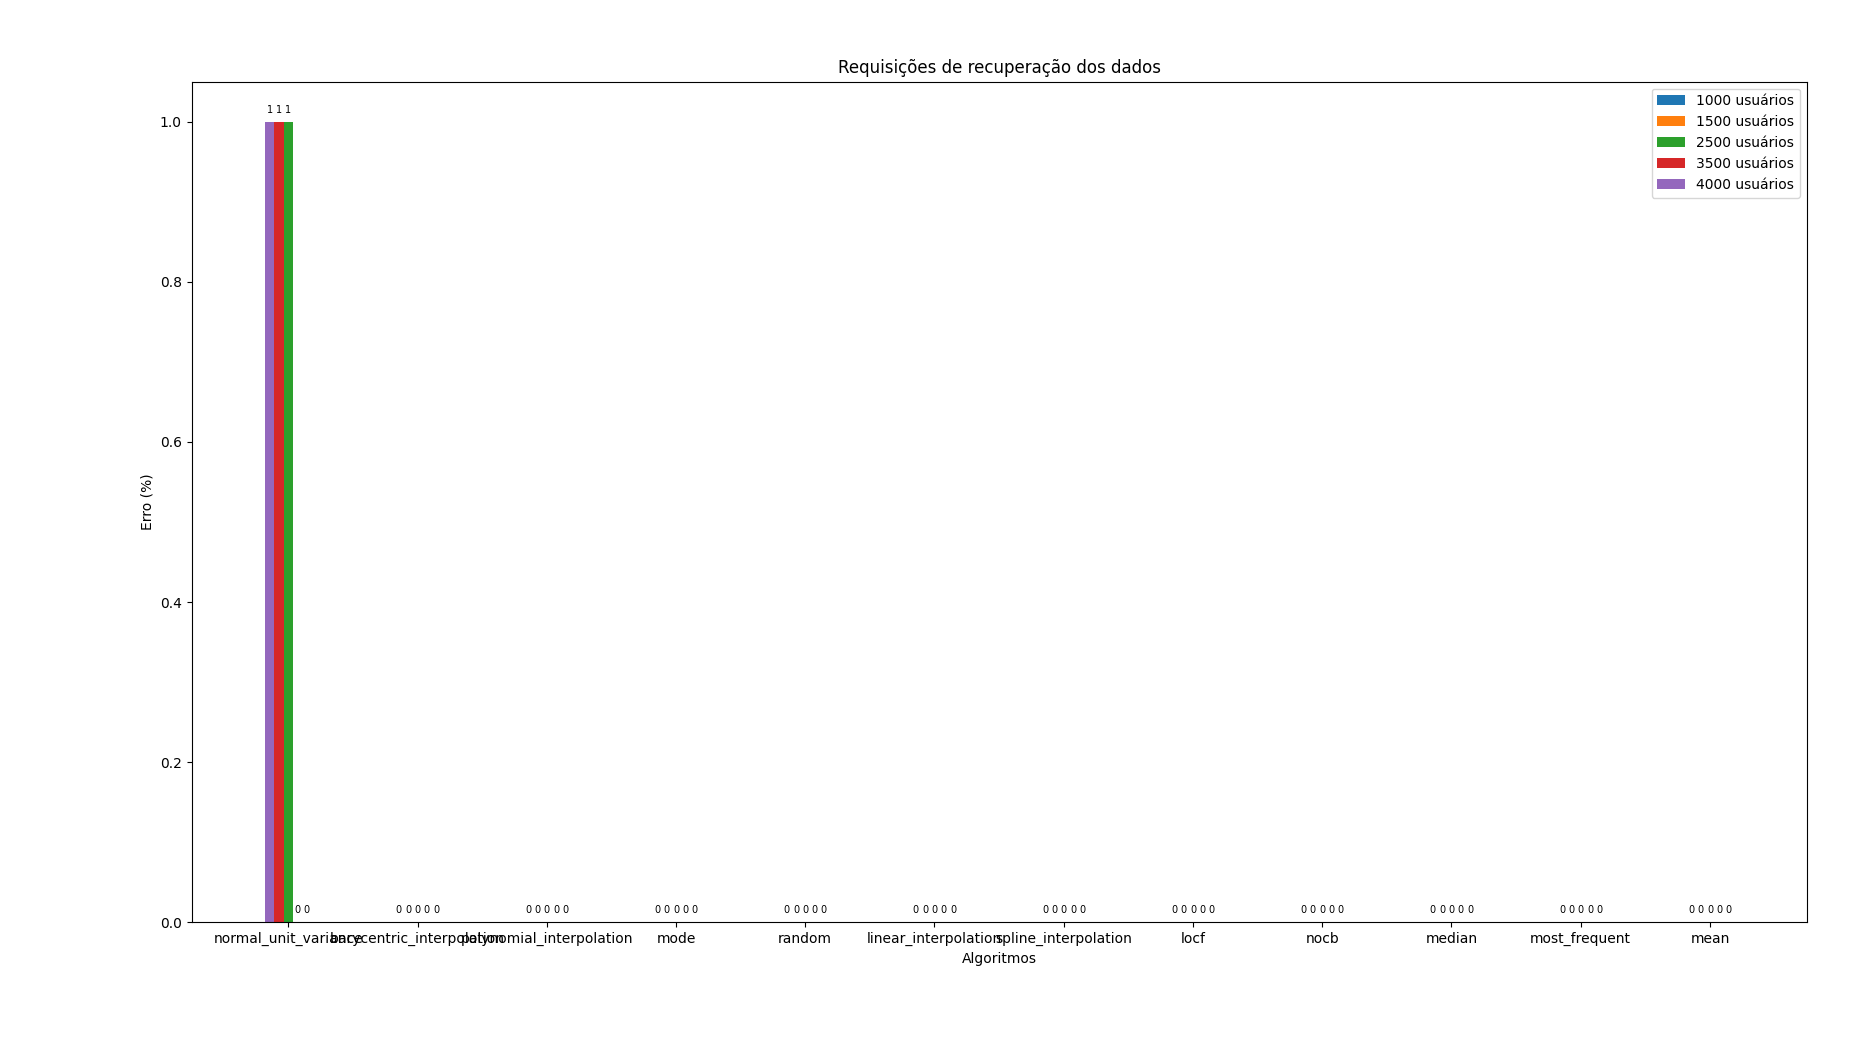 Requisições de recuperação dos dados
1000 usuários
1500 usuários
2500 usuários
3500 usuários
4000 usuários
1 1 1
1.0
0.8
0.6
0.4
0.2
0.0
Erro (%)
0 0
0 0 0 0 0
0 0 0 0 0
0 0 0 0 0
0 0 0 0 0
0 0 0 0 0
0 0 0 0 0
0 0 0 0 0
0 0 0 0 0
0 0 0 0 0
0 0 0 0 0
0 0 0 0 0
normal_unit_variance
barycentric_interpolation
polynomial_interpolation
mode
random
linear_interpolation
spline_interpolation
locf
nocb
median
most_frequent
mean
Algoritmos